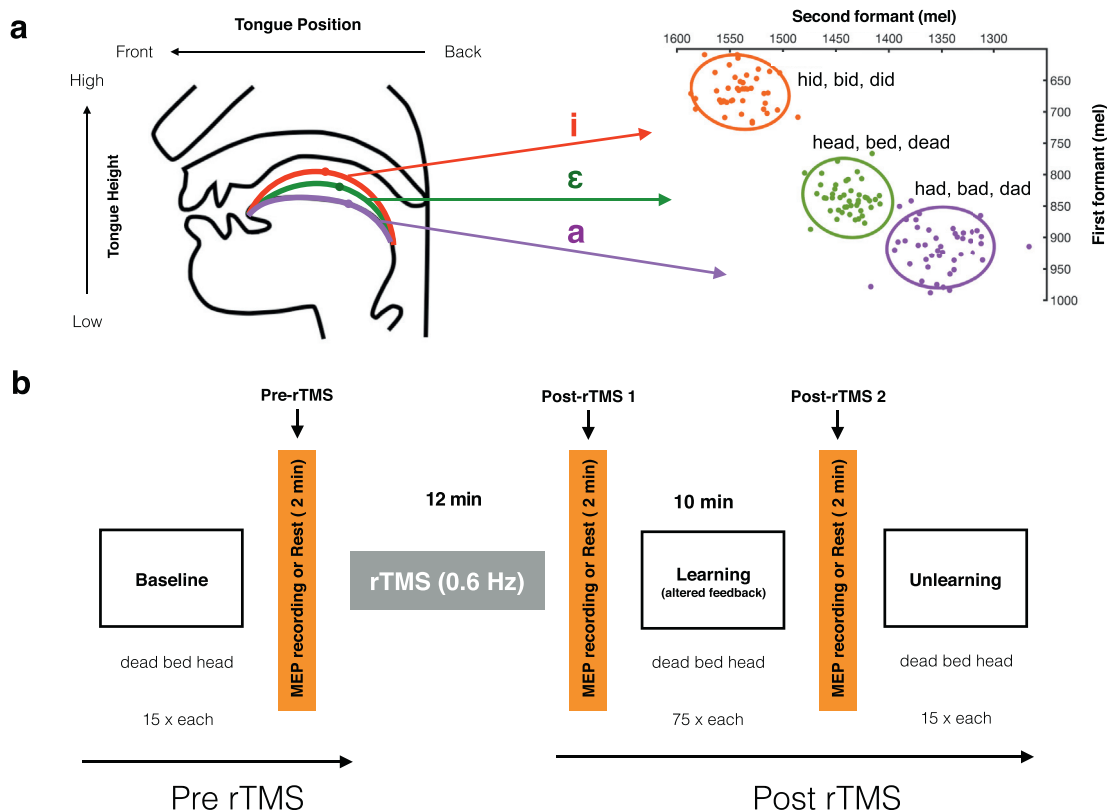 a
Tongue Position
Front
Back
High
Tongue Height
Low
i
ε
a
Second formant (mel)
1600
1500
1450
1400
1350
1300
hid, bid, did
head, bed, dead
had, bad, dad
650
700
750
800
850
900
950
1000
First formant (mel)
b
Pre-rTMS
Post-rTMS 1
Post-rTMS 2
MEP recording or Rest ( 2 min)
12 min
MEP recording or Rest ( 2 min)
10 min
MEP recording or Rest ( 2 min)
Baseline
rTMS (0.6 Hz)
Learning
(altered feedback)
Unlearning
dead bed head
dead bed head
dead bed head
15 x each
75 x each
15 x each
Pre rTMS
Post rTMS